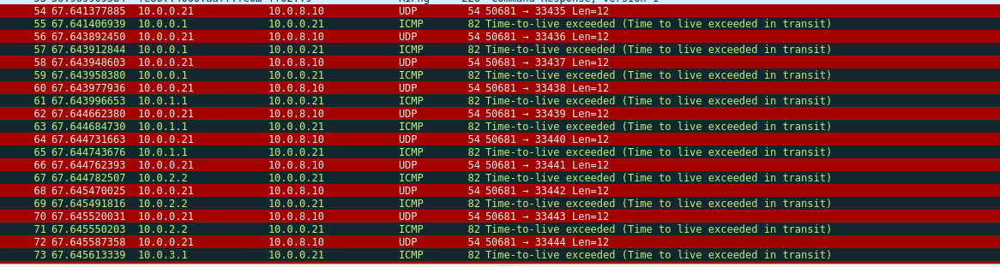 54 67.641377885 10.0.0.21 10.0.8.10 UDP 54 50681 → 33435 Len=12
55 67.641406939 10.0.0.1 10.0.0.21 ICMP 82 Time-to-live exceeded (Time to live exceeded in transit)
56 67.643892450 10.0.0.21 10.0.8.10 UDP 54 50681 → 33436 Len=12
57 67.643912844 10.0.0.1 10.0.0.21 ICMP 82 Time-to-live exceeded (Time to live exceeded in transit)
58 67.643948603 10.0.0.21 10.0.8.10 UDP 54 50681 → 33437 Len=12
59 67.643958380 10.0.0.1 10.0.0.21 ICMP 82 Time-to-live exceeded (Time to live exceeded in transit)
60 67.643977936 10.0.0.21 10.0.8.10 UDP 54 50681 → 33438 Len=12
61 67.643996653 10.0.1.1 10.0.0.21 ICMP 82 Time-to-live exceeded (Time to live exceeded in transit)
62 67.644662380 10.0.0.21 10.0.8.10 UDP 54 50681 → 33439 Len=12
63 67.644684730 10.0.1.1 10.0.0.21 ICMP 82 Time-to-live exceeded (Time to live exceeded in transit)
64 67.644731663 10.0.0.21 10.0.8.10 UDP 54 50681 → 33440 Len=12
65 67.644743676 10.0.1.1 10.0.0.21 ICMP 82 Time-to-live exceeded (Time to live exceeded in transit)
66 67.644762393 10.0.0.21 10.0.8.10 UDP 54 50681 → 33441 Len=12
67 67.644782507 10.0.2.2 10.0.0.21 ICMP 82 Time-to-live exceeded (Time to live exceeded in transit)
68 67.645470025 10.0.0.21 10.0.8.10 UDP 54 50681 → 33442 Len=12
69 67.645491816 10.0.2.2 10.0.0.21 ICMP 82 Time-to-live exceeded (Time to live exceeded in transit)
70 67.645520031 10.0.0.21 10.0.8.10 UDP 54 50681 → 33443 Len=12
71 67.645550203 10.0.2.2 10.0.0.21 ICMP 82 Time-to-live exceeded (Time to live exceeded in transit)
72 67.645587358 10.0.0.21 10.0.8.10 UDP 54 50681 → 33444 Len=12
73 67.645613339 10.0.3.1 10.0.0.21 ICMP 82 Time-to-live exceeded (Time to live exceeded in transit)